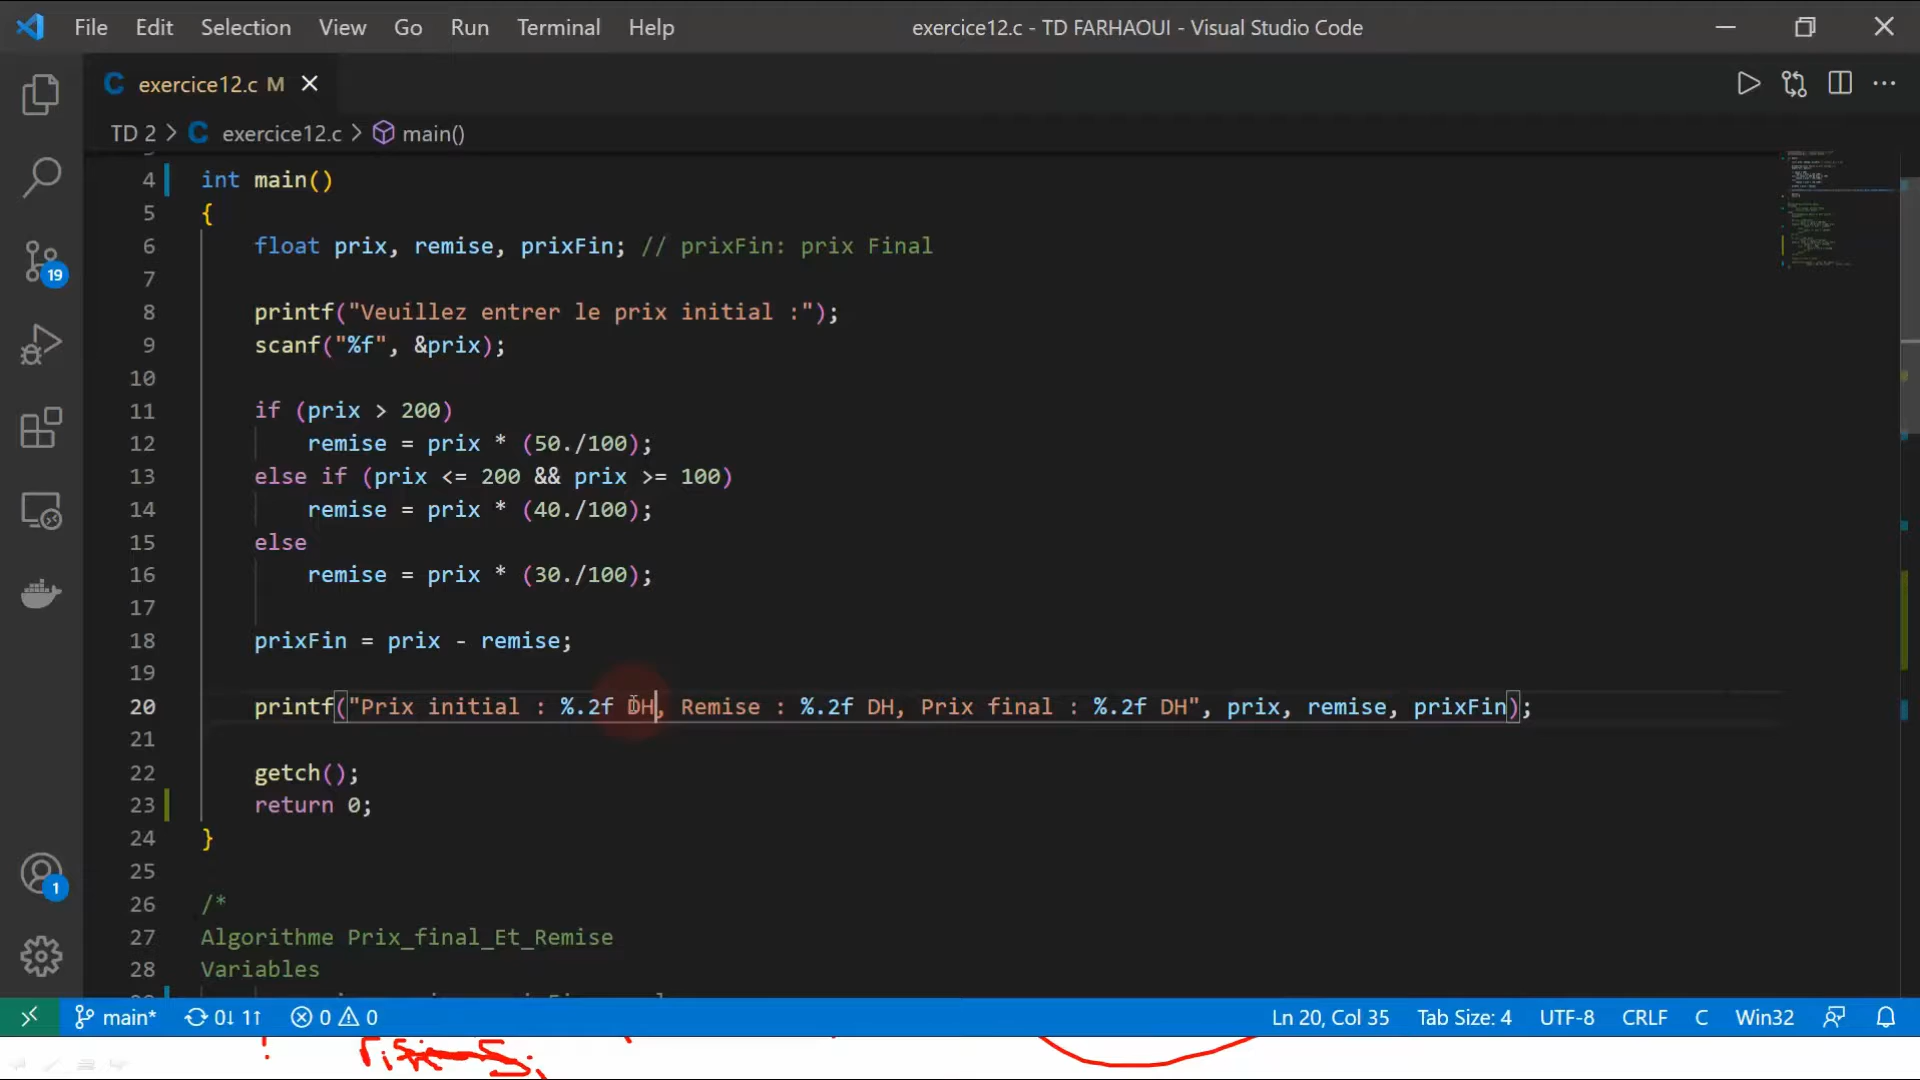 File Edit Selection View Go Run Terminal Help exercice12.c - TD FARHAOUI - Visual Studio Code
C exercice12.c M
TD 2 > C exercice12.c > main()
4 int main()
5 {
6 float prix, remise, prixFin; // prixFin: prix Final
7
8 printf("Veuillez entrer le prix initial :");
9 scanf("%f", &prix);
10
11 if (prix > 200)
12 remise = prix * (50./100);
13 else if (prix <= 200 && prix >= 100)
14 remise = prix * (40./100);
15 else
16 remise = prix * (30./100);
17
18 prixFin = prix - remise;
19
20 printf("Prix initial : %.2f DH, Remise : %.2f DH, Prix final : %.2f DH", prix, remise, prixFin);
21
22 getch();
23 return 0;
24 }
25
26 /*
27 Algorithme Prix_final_Et_Remise
28 Variables
19
1
main* 0↓ 1↑ 0 0 Ln 20, Col 35 Tab Size: 4 UTF-8 CRLF C Win32